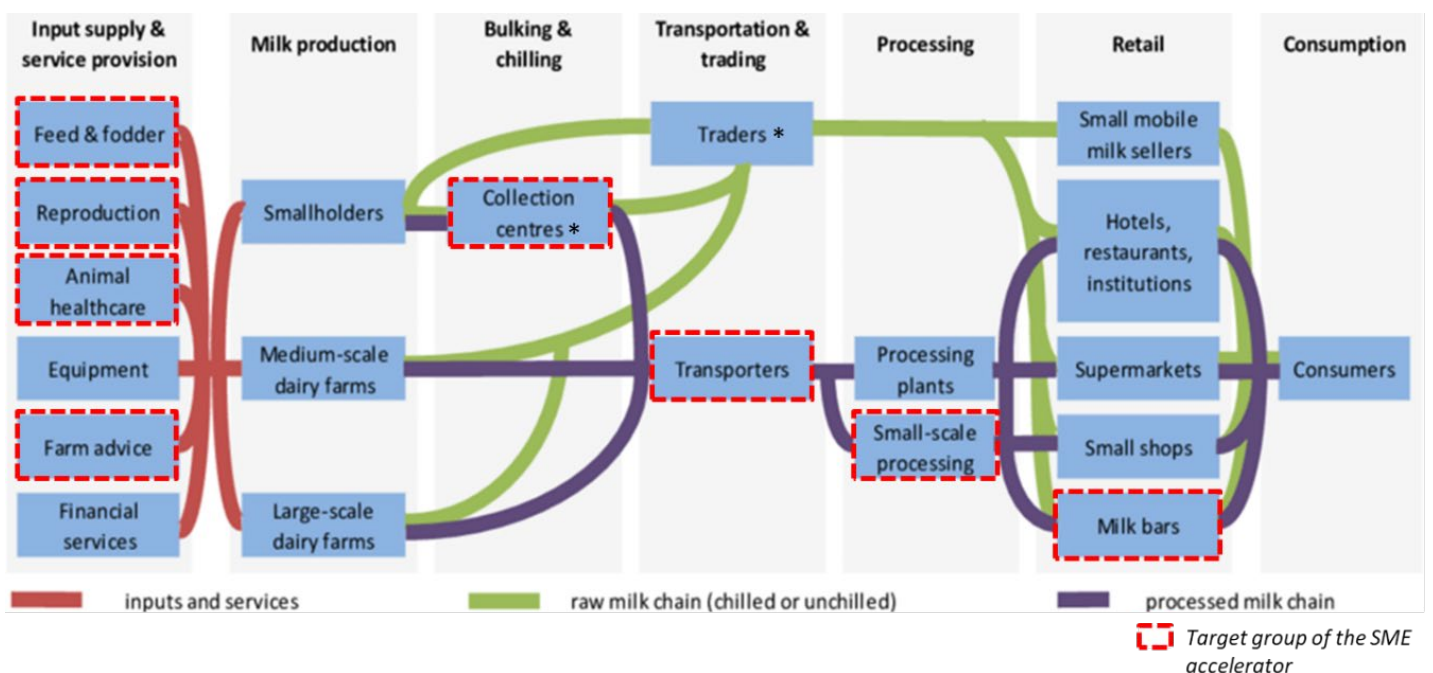 Input supply &
service provision
Milk production
Bulking &
chilling
Transportation &
trading
Processing
Retail
Consumption
Feed & fodder
Reproduction
Animal
healthcare
Equipment
Farm advice
Financial
services
Smallholders
Medium-scale
dairy farms
Large-scale
dairy farms
Collection
centres *
Traders *
Transporters
Processing
plants
Small-scale
processing
Small mobile
milk sellers
Hotels,
restaurants,
institutions
Supermarkets
Small shops
Milk bars
Consumers
inputs and services
raw milk chain (chilled or unchilled)
processed milk chain
Target group of the SME
accelerator